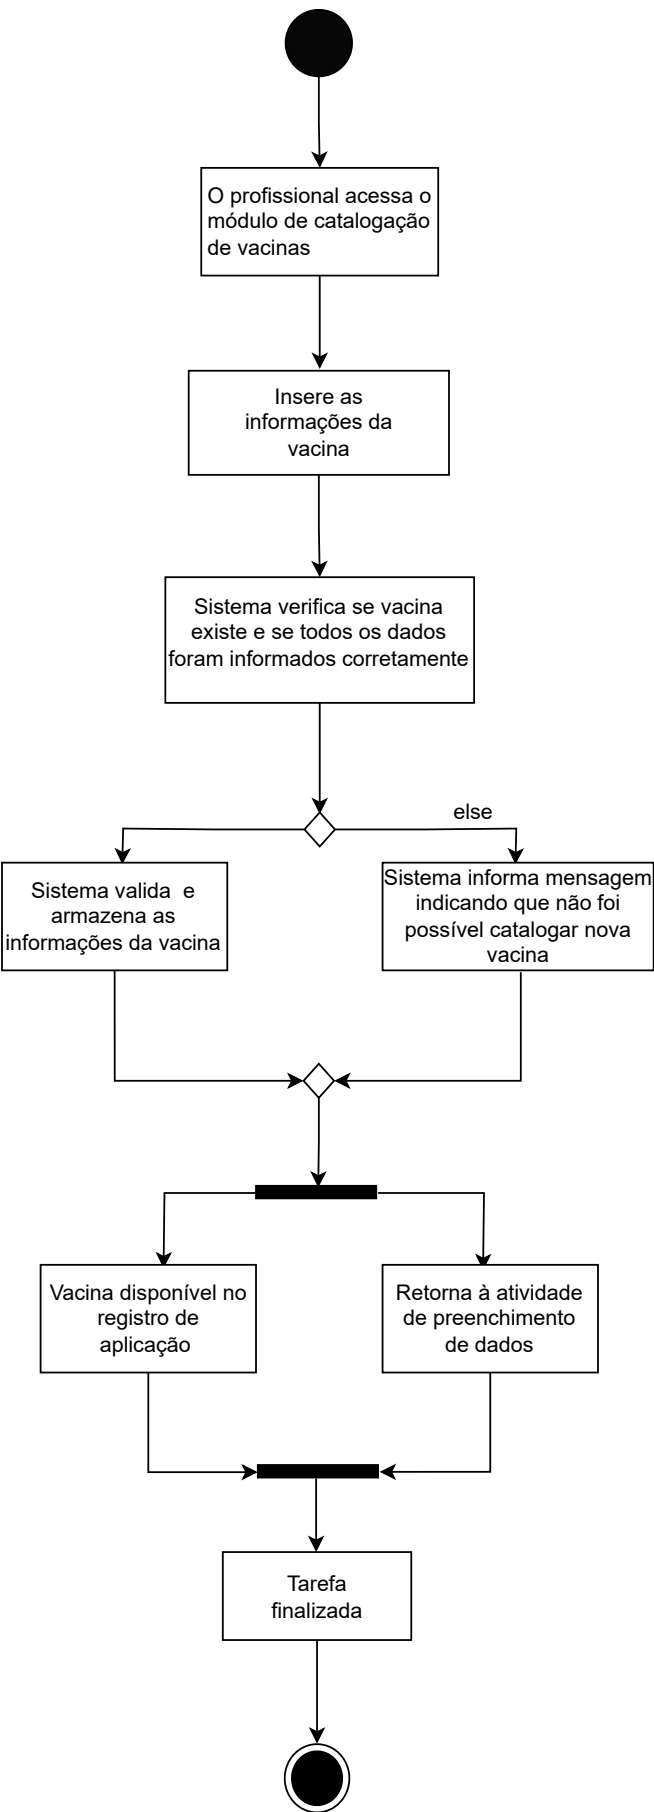 O profissional acessa o
módulo de catalogação
de vacinas
Insere as
informações da
vacina
Sistema verifica se vacina
existe e se todos os dados
foram informados corretamente
else
Sistema valida  e
armazena as
informações da vacina
Sistema informa mensagem
indicando que não foi
possível catalogar nova
vacina
Vacina disponível no
registro de
aplicação
Retorna à atividade
de preenchimento
de dados
Tarefa
finalizada